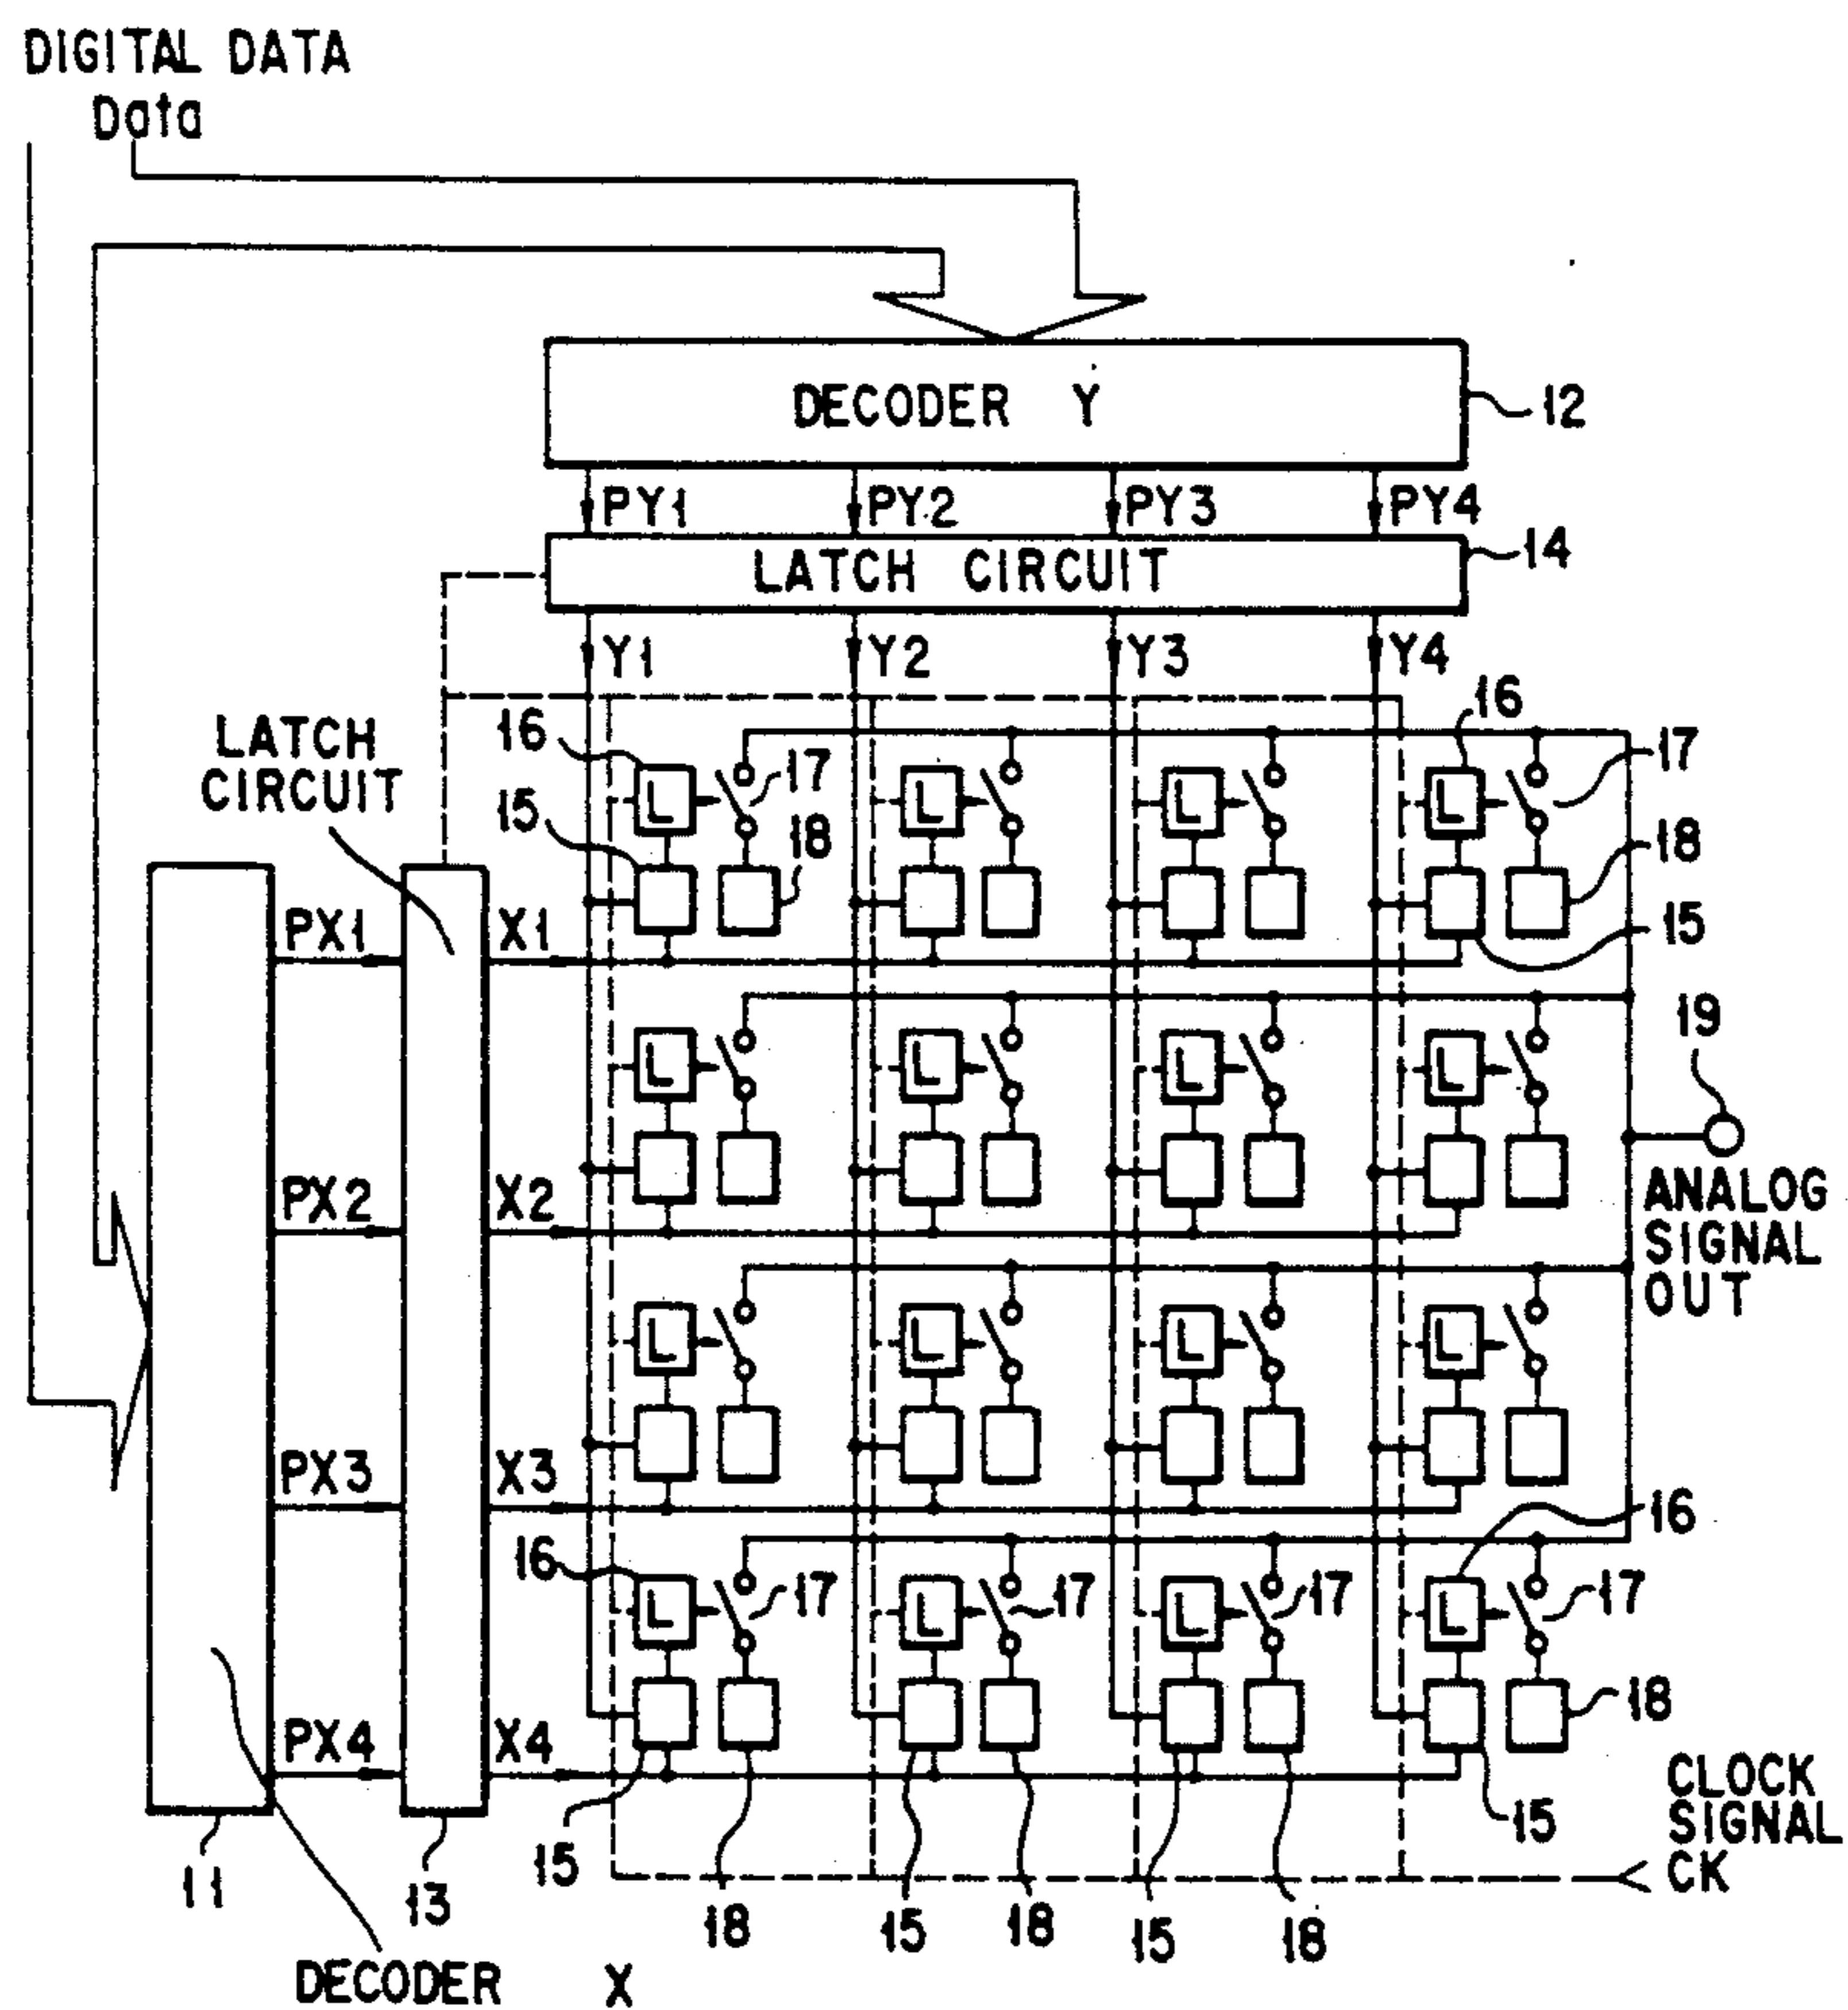 DIGITAL DATA
Data
DECODER Y
12
PY1 PY2 PY3 PY4
LATCH CIRCUIT
14
Y1 Y2 Y3 Y4
LATCH
CIRCUIT
16 L 17 L L 16 L 17
15 18 18
15
PX1 X1
L L L L
19
PX2 X2
ANALOG
SIGNAL
OUT
L L L L
PX3 X3
16
16 L 17 L 17 L 17 L 17
18
PX4 X4
CLOCK
SIGNAL
CK
15
15
11 13
18 15 18 15 18
DECODER X